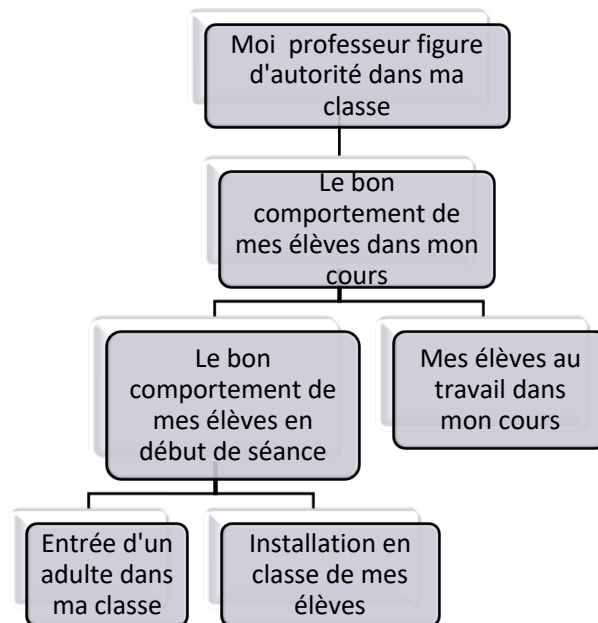 Moi professeur figure
d'autorité dans ma
classe
Le bon
comportement de
mes élèves dans mon
cours
Le bon
comportement de
mes élèves en
début de séance
Mes élèves au
travail dans
mon cours
Entrée d'un
adulte dans
ma classe
Installation en
classe de mes
élèves